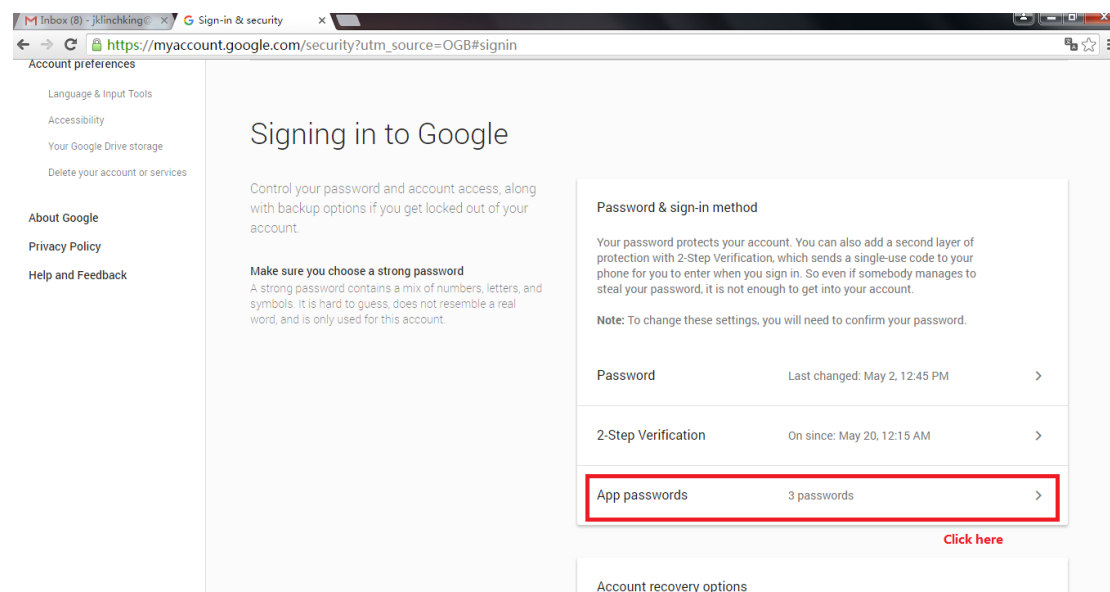 Inbox (8) - jklinchking@
Sign-in & security
https://myaccount.google.com/security?utm_source=OGB#signin
Account preferences
Language & Input Tools
Accessibility
Your Google Drive storage
Delete your account or services
About Google
Privacy Policy
Help and Feedback
Signing in to Google
Control your password and account access, along
with backup options if you get locked out of your
account.
Make sure you choose a strong password
A strong password contains a mix of numbers, letters, and
symbols. It is hard to guess, does not resemble a real
word, and is only used for this account.
Password & sign-in method
Your password protects your account. You can also add a second layer of
protection with 2-Step Verification, which sends a single-use code to your
phone for you to enter when you sign in. So even if somebody manages to
steal your password, it is not enough to get into your account.
Note: To change these settings, you will need to confirm your password.
Password Last changed: May 2, 12:45 PM
2-Step Verification On since: May 20, 12:15 AM
App passwords 3 passwords
Click here
Account recovery options